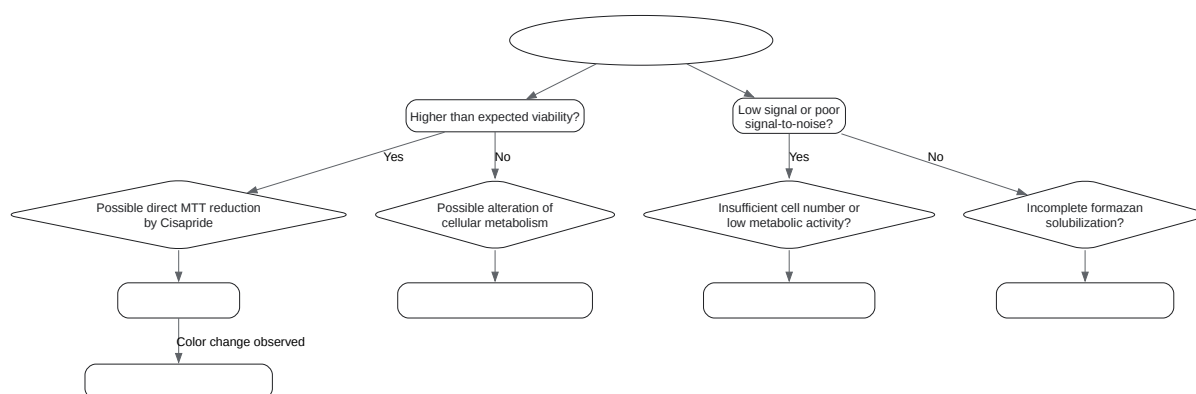 Higher than expected viability?
Low signal or poor
signal-to-noise?
Yes
No
Yes
No
Possible direct MTT reduction
by Cisapride
Possible alteration of
cellular metabolism
Insufficient cell number or
low metabolic activity?
Incomplete formazan
solubilization?
Color change observed